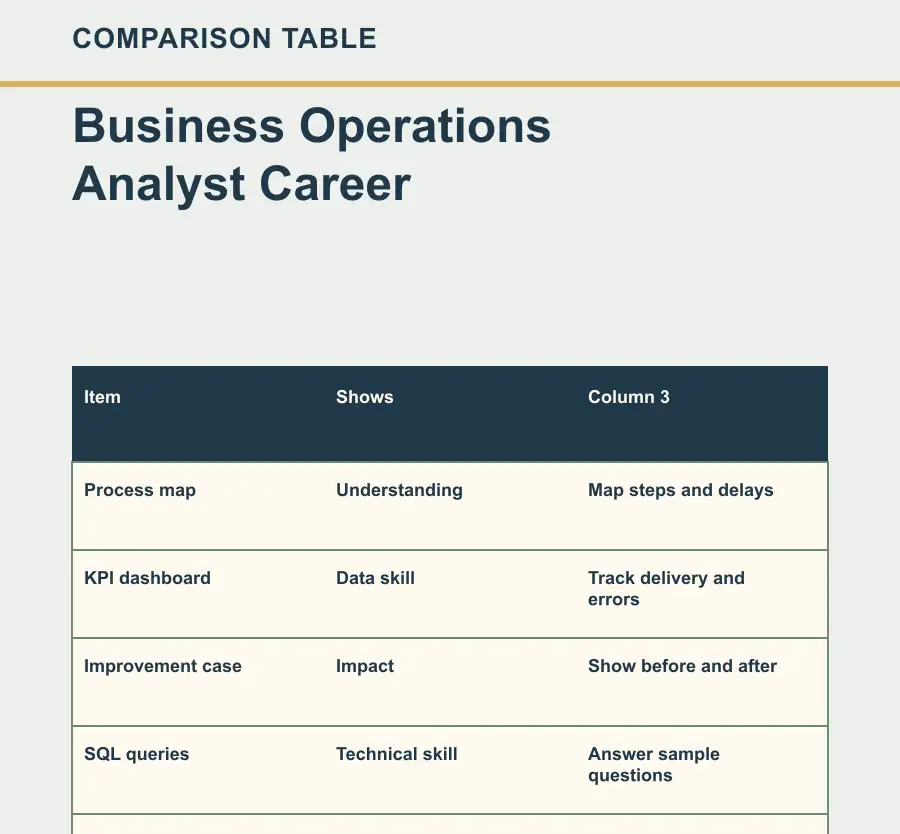 COMPARISON TABLE
Business Operations
Analyst Career
Item Shows Column 3
Process map Understanding Map steps and delays
KPI dashboard Data skill Track delivery and
errors
Improvement case Impact Show before and after
SQL queries Technical skill Answer sample
questions